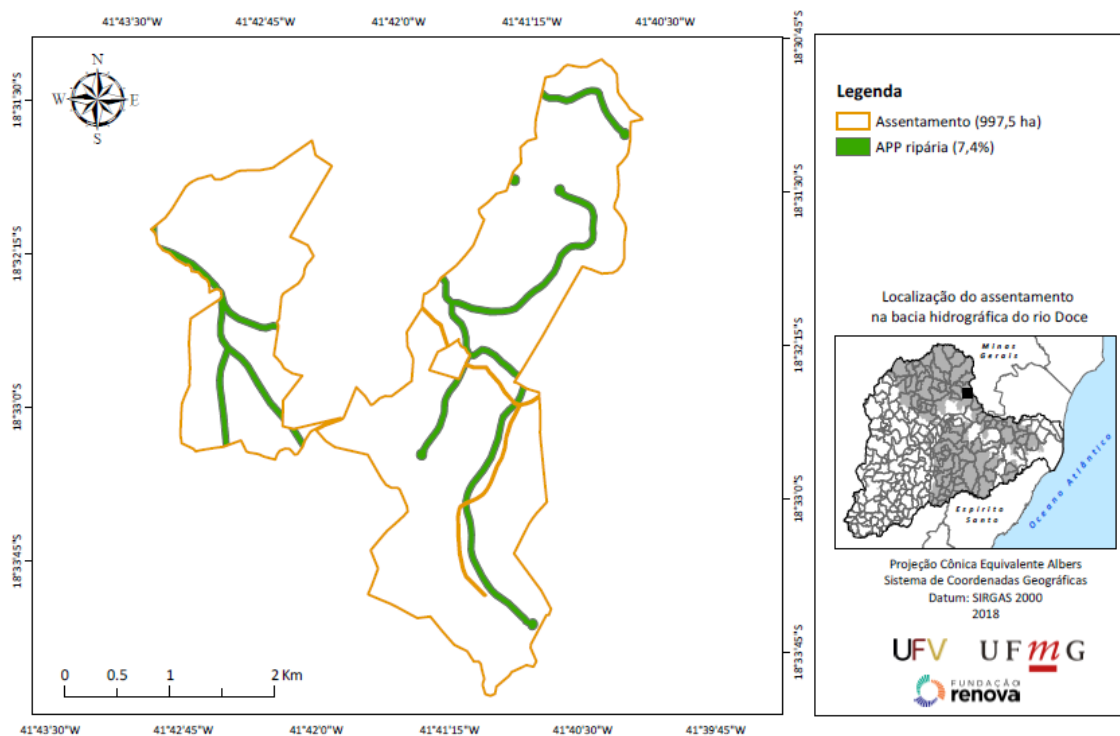 41°43'30"W 41°42'45"W 41°42'0"W 41°41'15"W 41°40'30"W
18°30'45"S
N
W E
S
18°31'30"S
18°31'30"S
18°32'15"S
18°32'15"S
18°33'0"S
18°33'0"S
18°33'45"S
18°33'45"S
0 0.5 1 2 Km
41°43'30"W 41°42'45"W 41°42'0"W 41°41'15"W 41°40'30"W 41°39'45"W
Legenda
Assentamento (997,5 ha)
APP ripária (7,4%)
Localização do assentamento
na bacia hidrográfica do rio Doce
Minas
Gerais
Espírito
Santo
Oceano Atlântico
Projeção Cônica Equivalente Albers
Sistema de Coordenadas Geográficas
Datum: SIRGAS 2000
2018
UFV UFmG
FUNDAÇÃO
renova